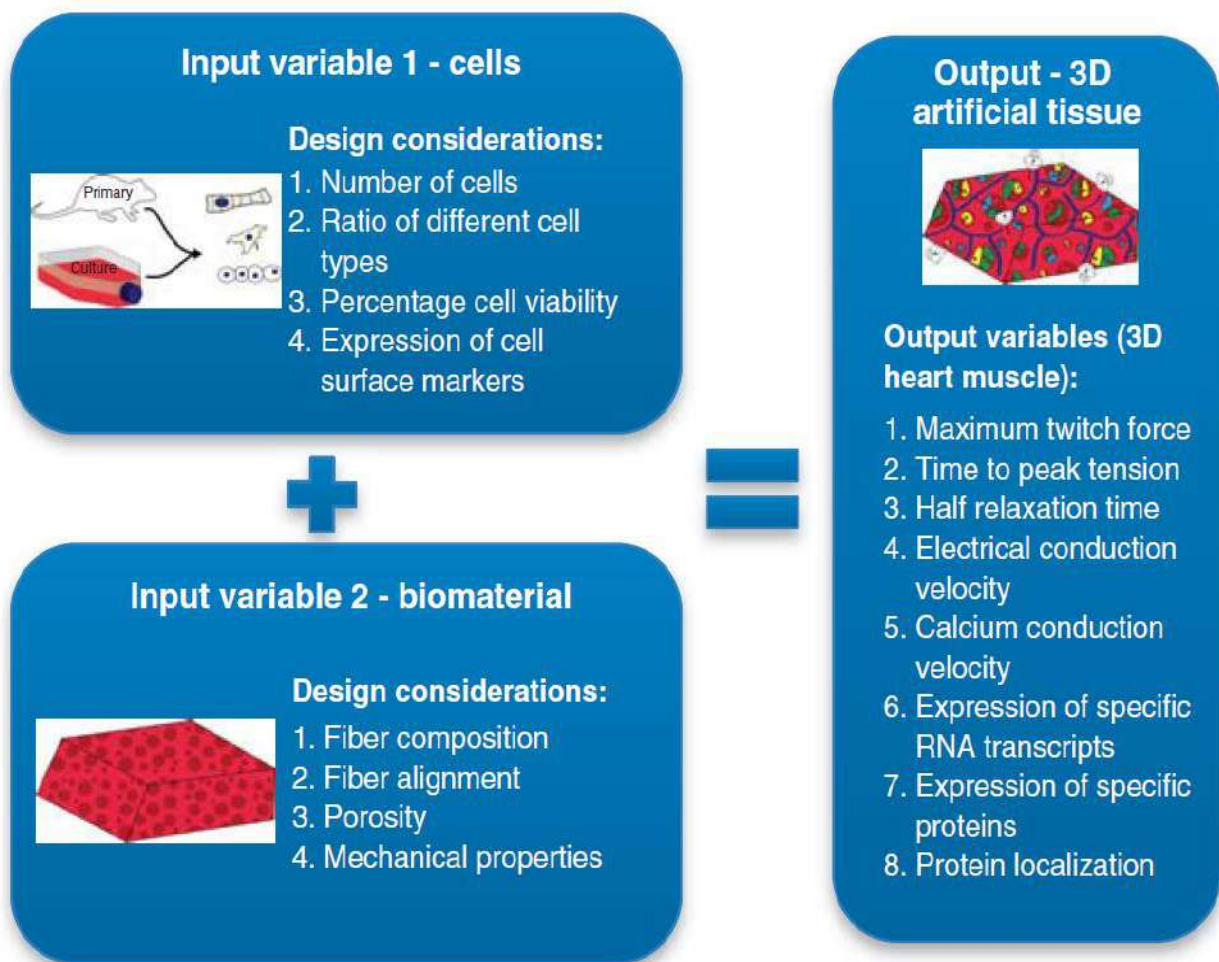 Input variable 1 - cells
Primary
Culture
Design considerations:
1. Number of cells
2. Ratio of different cell
types
3. Percentage cell viability
4. Expression of cell
surface markers
Input variable 2 - biomaterial
Design considerations:
1. Fiber composition
2. Fiber alignment
3. Porosity
4. Mechanical properties
Output - 3D
artificial tissue
Output variables (3D
heart muscle):
1. Maximum twitch force
2. Time to peak tension
3. Half relaxation time
4. Electrical conduction
velocity
5. Calcium conduction
velocity
6. Expression of specific
RNA transcripts
7. Expression of specific
proteins
8. Protein localization